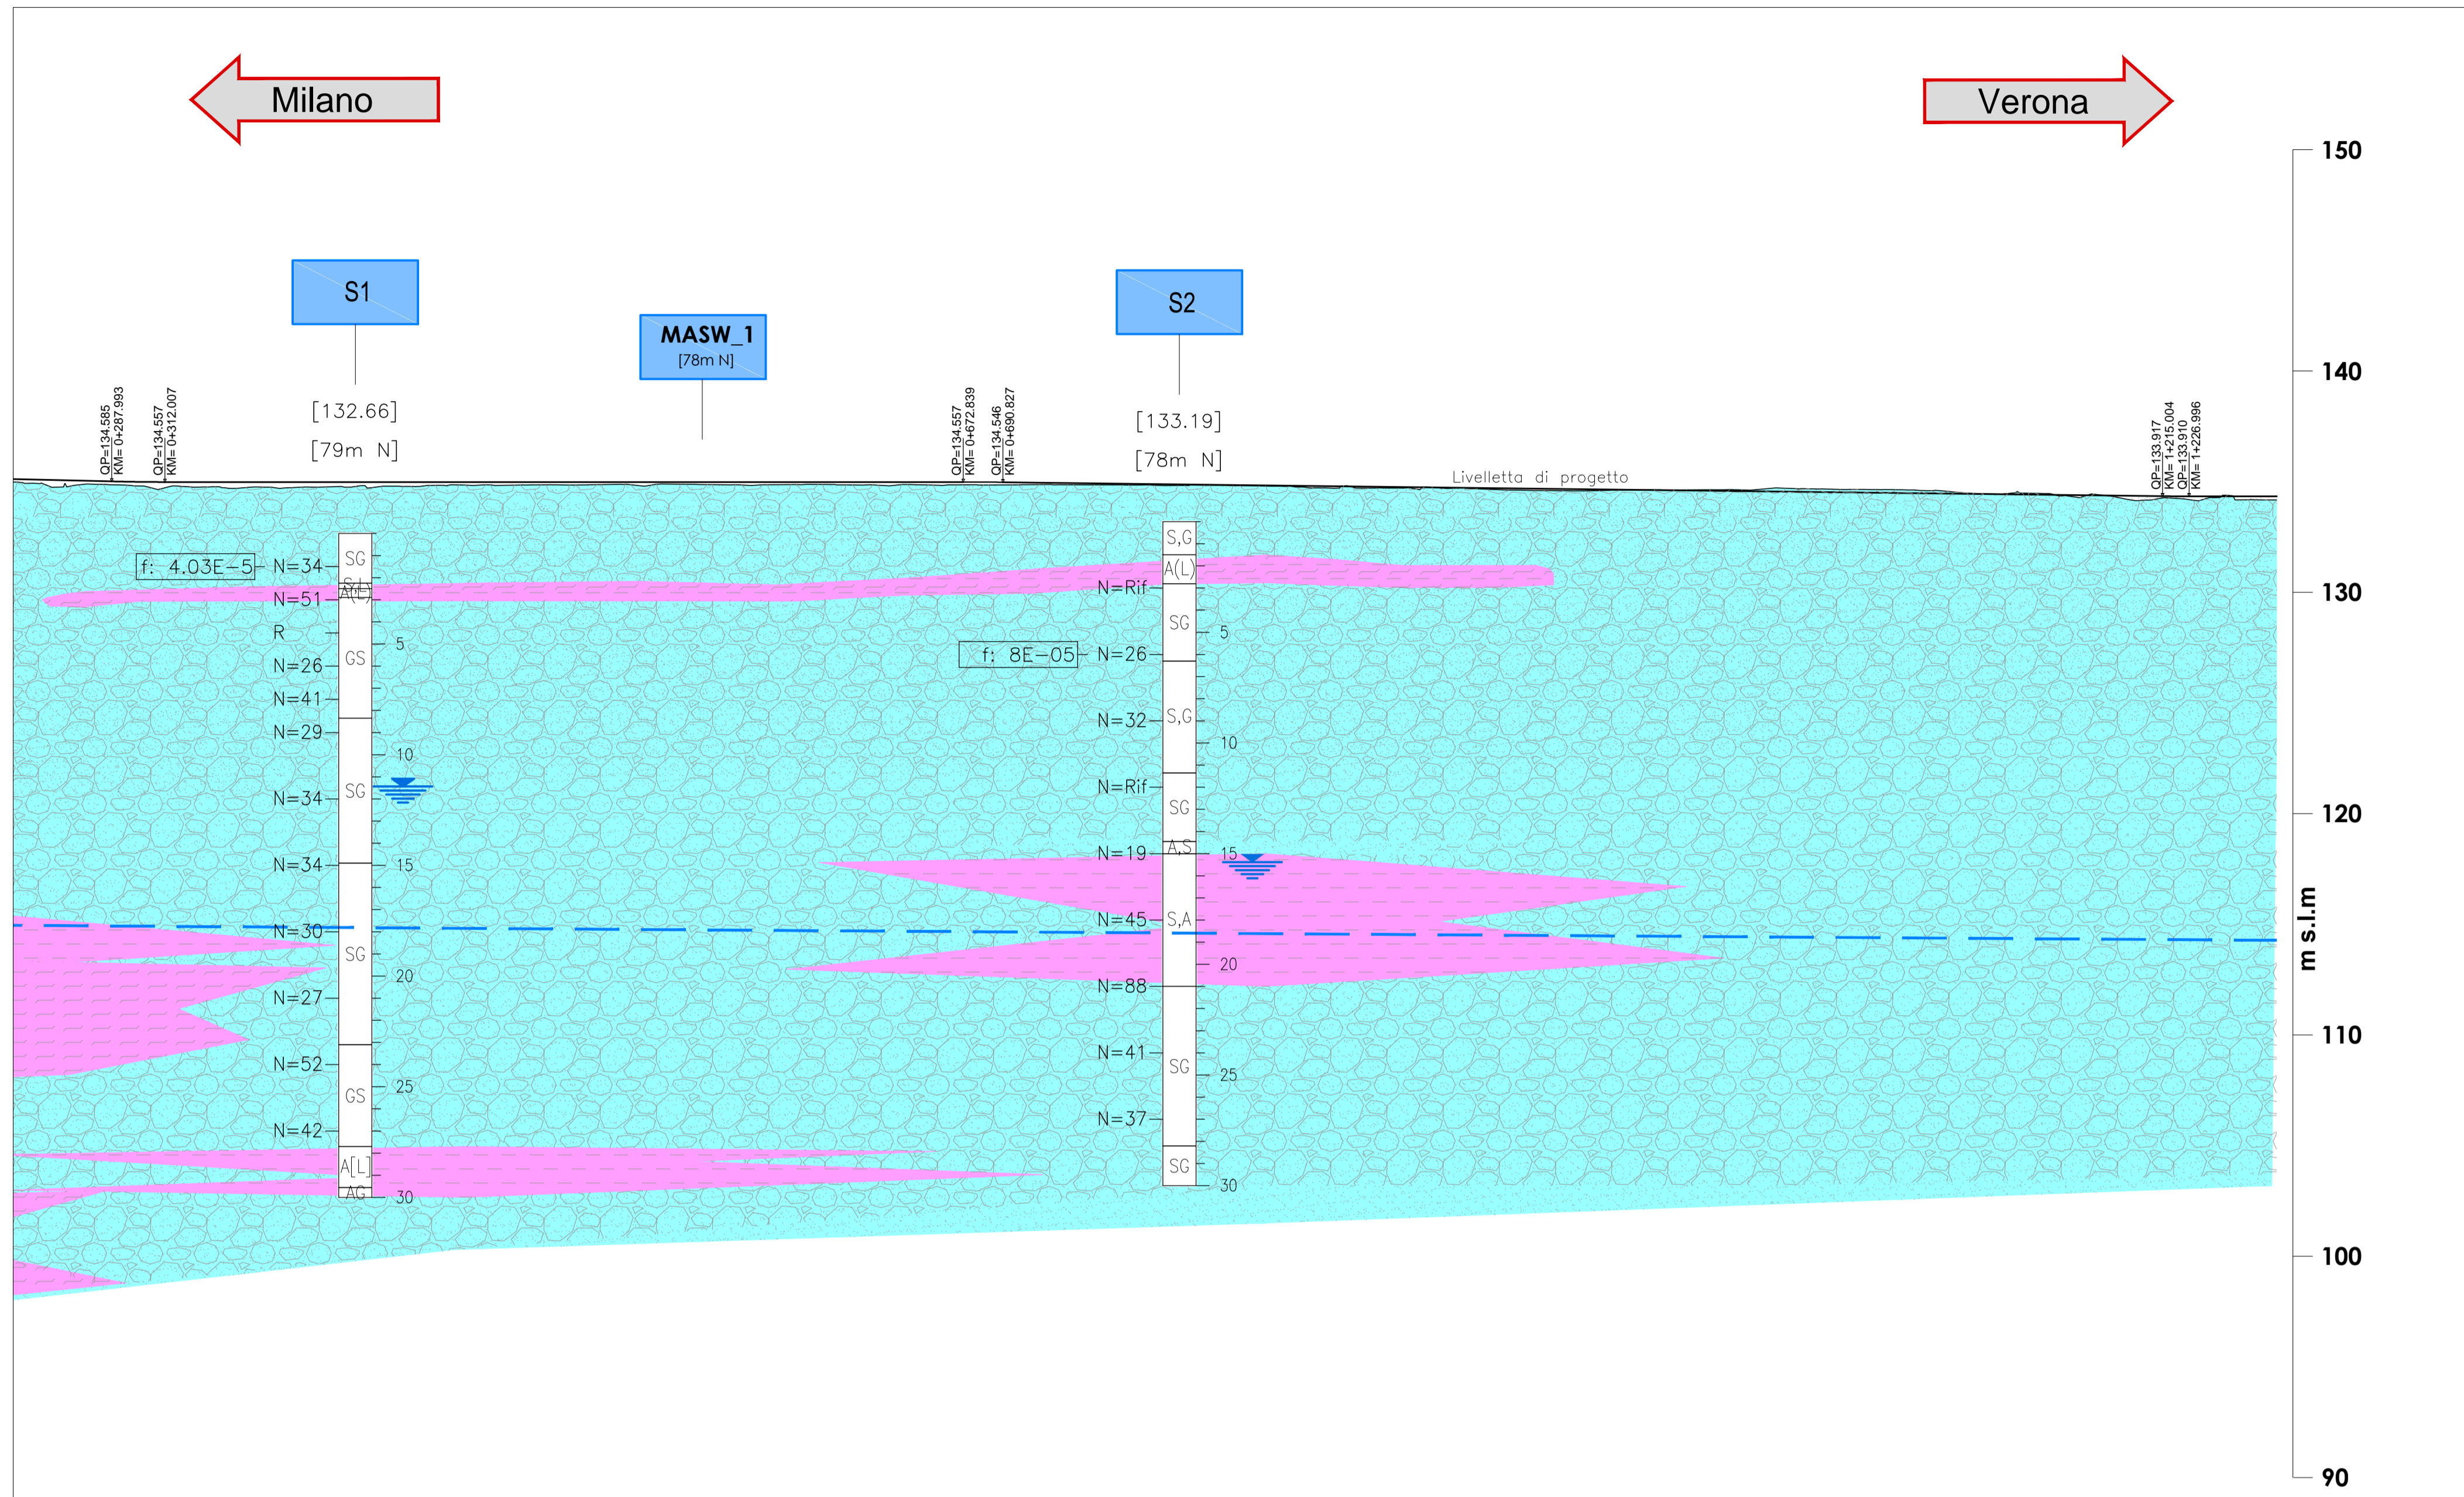 Milano
Verona
150
S1
S2
MASW_1
[78m N]
140
QP=134.585
KM= 0+287.993
QP=134.557
KM= 0+312.007
[132.66]
[79m N]
QP=134.557
KM= 0+672.839
QP=134.546
KM= 0+690.827
[133.19]
[78m N]
QP=133.917
KM= 1+215.004
QP=133.910
KM= 1+226.996
Livelletta di progetto
f: 4.03E-5
N=34
N=51
R
N=26
N=41
N=29
N=34
N=34
N=30
N=27
N=52
N=42
SG
S,L
A(L)
GS
SG
SG
GS
A[L]
AG
5
10
15
20
25
30
f: 8E-05
N=Rif
N=26
N=32
N=Rif
N=19
N=45
N=88
N=41
N=37
S,G
A(L)
SG
S,G
SG
A,S
S,A
SG
SG
5
10
15
20
25
30
130
120
m s.l.m
110
100
90